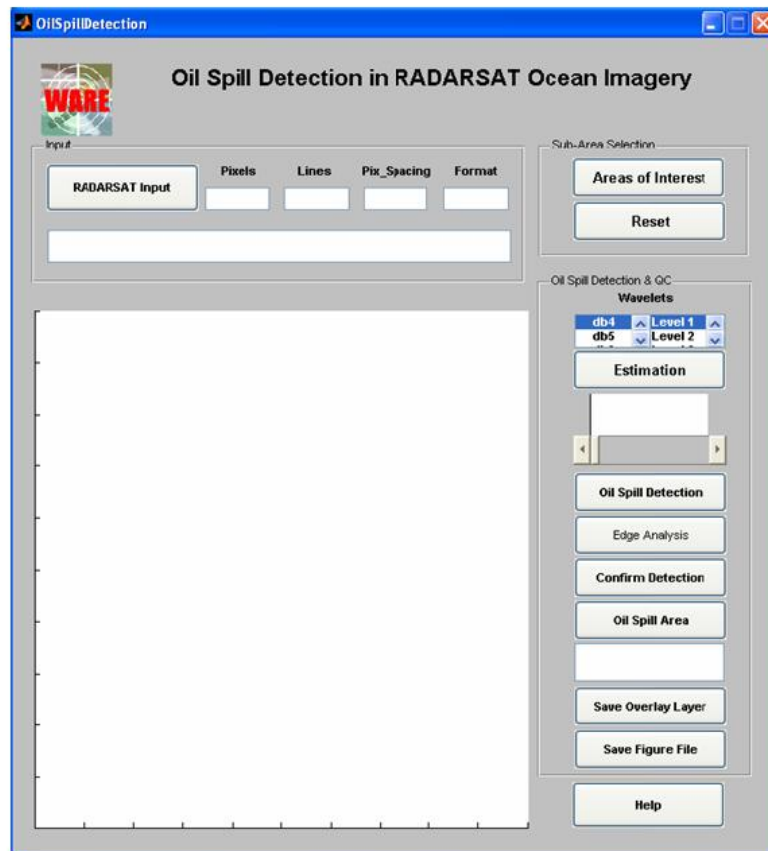 OilSpillDetection
WARE
Oil Spill Detection in RADARSAT Ocean Imagery
Input
RADARSAT Input
Pixels Lines Pix_Spacing Format
Sub-Area Selection
Areas of Interest
Reset
Oil Spill Detection & QC
Wavelets
db4 Level 1
db5 Level 2
Estimation
Oil Spill Detection
Edge Analysis
Confirm Detection
Oil Spill Area
Save Overlay Layer
Save Figure File
Help